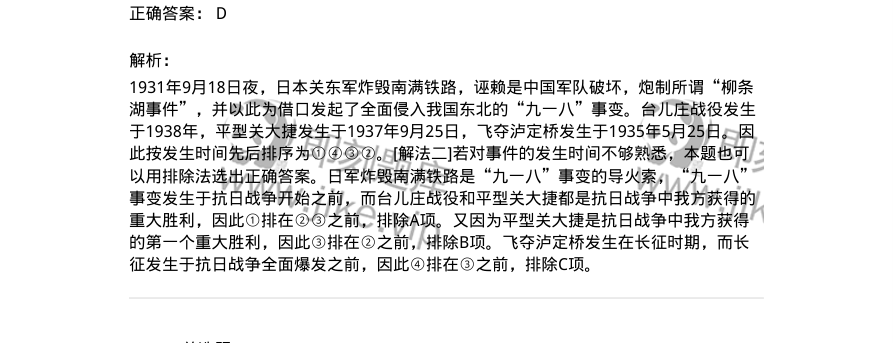 正确答案： D
解析：
1931年9月18日夜，日本关东军炸毁南满铁路，诬赖是中国军队破坏，炮制所谓“柳条
湖事件”，并以此为借口发起了全面侵入我国东北的“九一八”事变。台儿庄战役发生
于1938年，平型关大捷发生于1937年9月25日，飞夺泸定桥发生于1935年5月25日。因
此按发生时间先后排序为①④③②。[解法二]若对事件的发生时间不够熟悉，本题也可
以用排除法选出正确答案。日军炸毁南满铁路是“九一八”事变的导火索，“九一八”
事变发生于抗日战争开始之前，而台儿庄战役和平型关大捷都是抗日战争中我方获得的
重大胜利，因此①排在②③之前，排除A项。又因为平型关大捷是抗日战争中我方获得
的第一个重大胜利，因此③排在②之前，排除B项。飞夺泸定桥发生在长征时期，而长
征发生于抗日战争全面爆发之前，因此④排在③之前，排除C项。